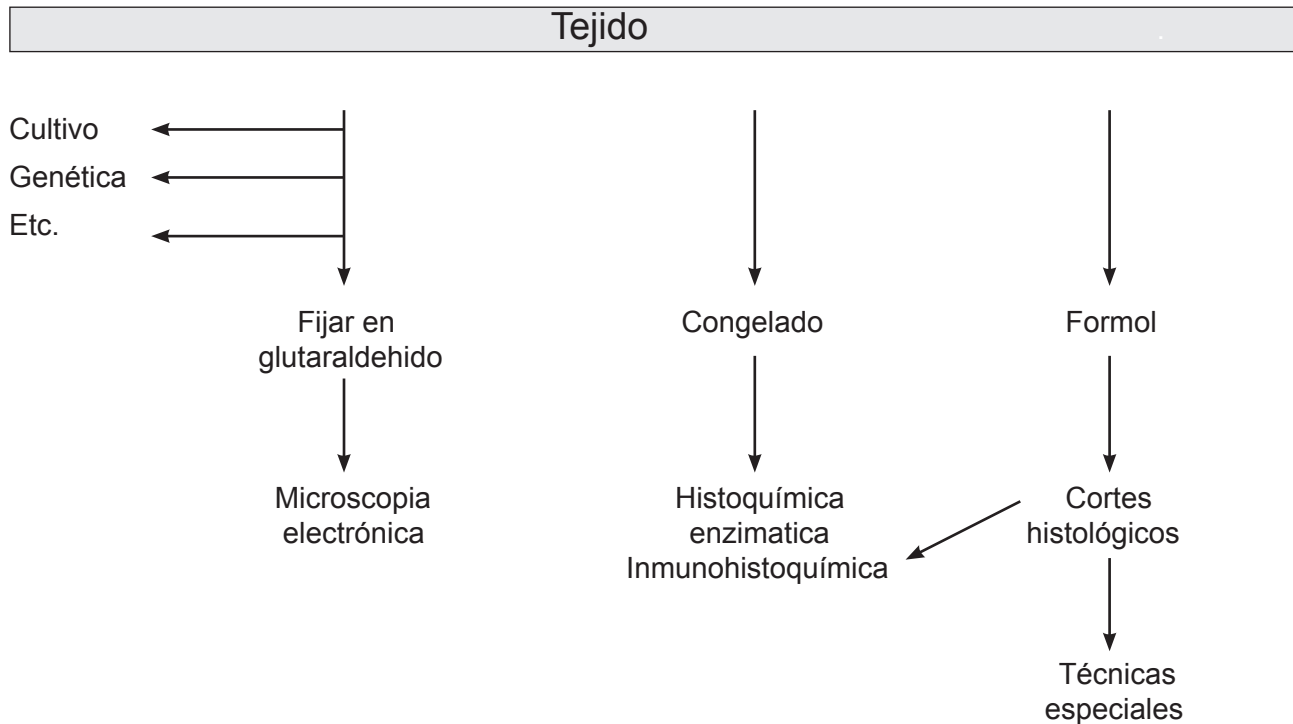 Tejido
Cultivo
Genética
Etc.
Fijar en
glutaraldehido
Congelado
Formol
Microscopia
electrónica
Histoquímica
enzimatica
Inmunohistoquímica
Cortes
histológicos
Técnicas
especiales